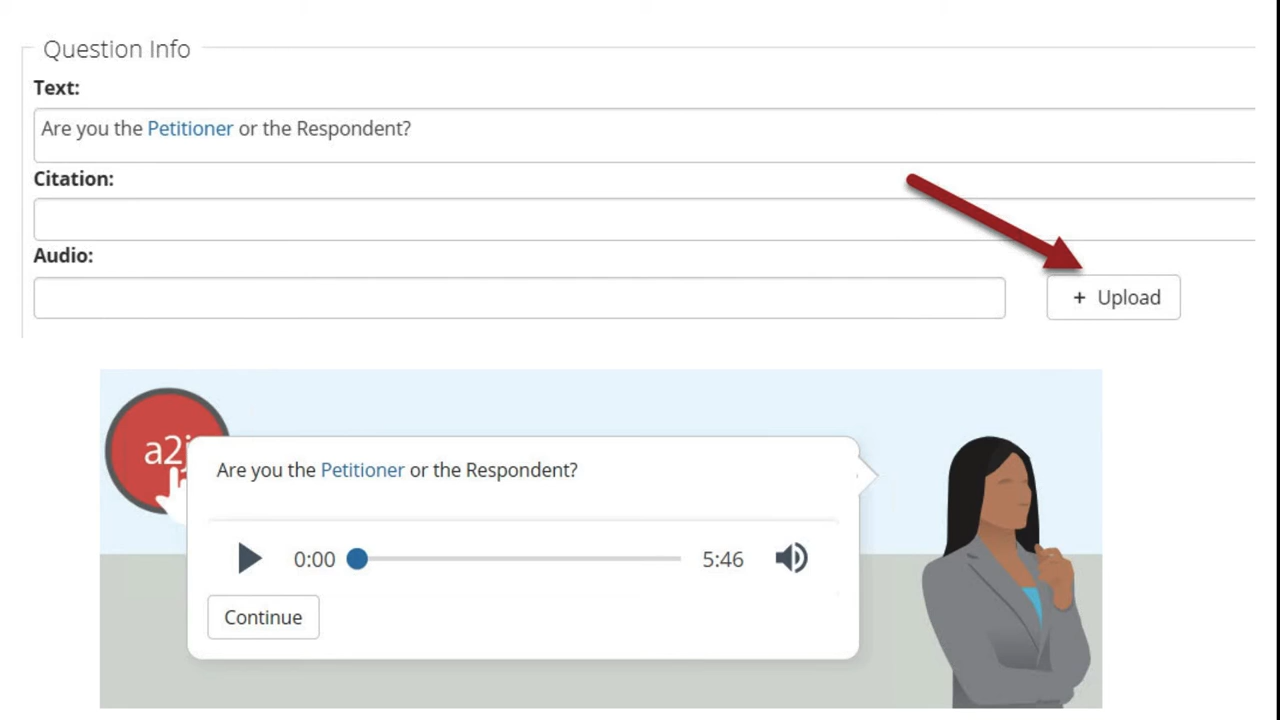 Question Info
Text:
Are you the Petitioner or the Respondent?
Citation:
Audio:
+ Upload
a2j
Are you the Petitioner or the Respondent?
0:00 5:46
Continue